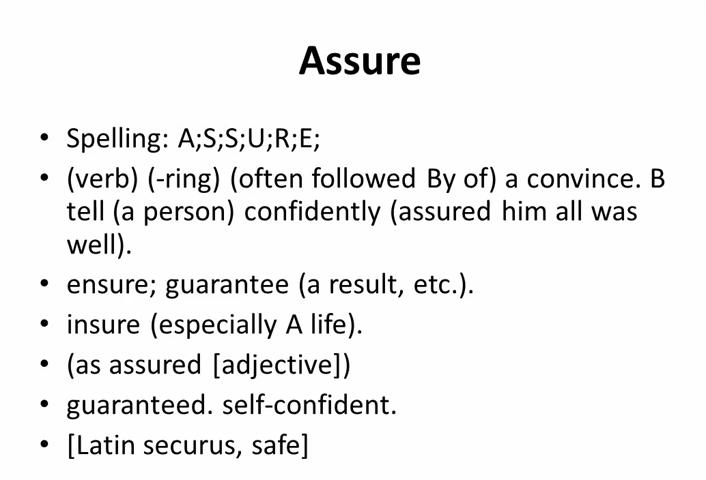 Assure
• Spelling: A;S;S;U;R;E;
• (verb) (-ring) (often followed By of) a convince. B
tell (a person) confidently (assured him all was
well).
• ensure; guarantee (a result, etc.).
• insure (especially A life).
• (as assured [adjective])
• guaranteed. self-confident.
• [Latin securus, safe]